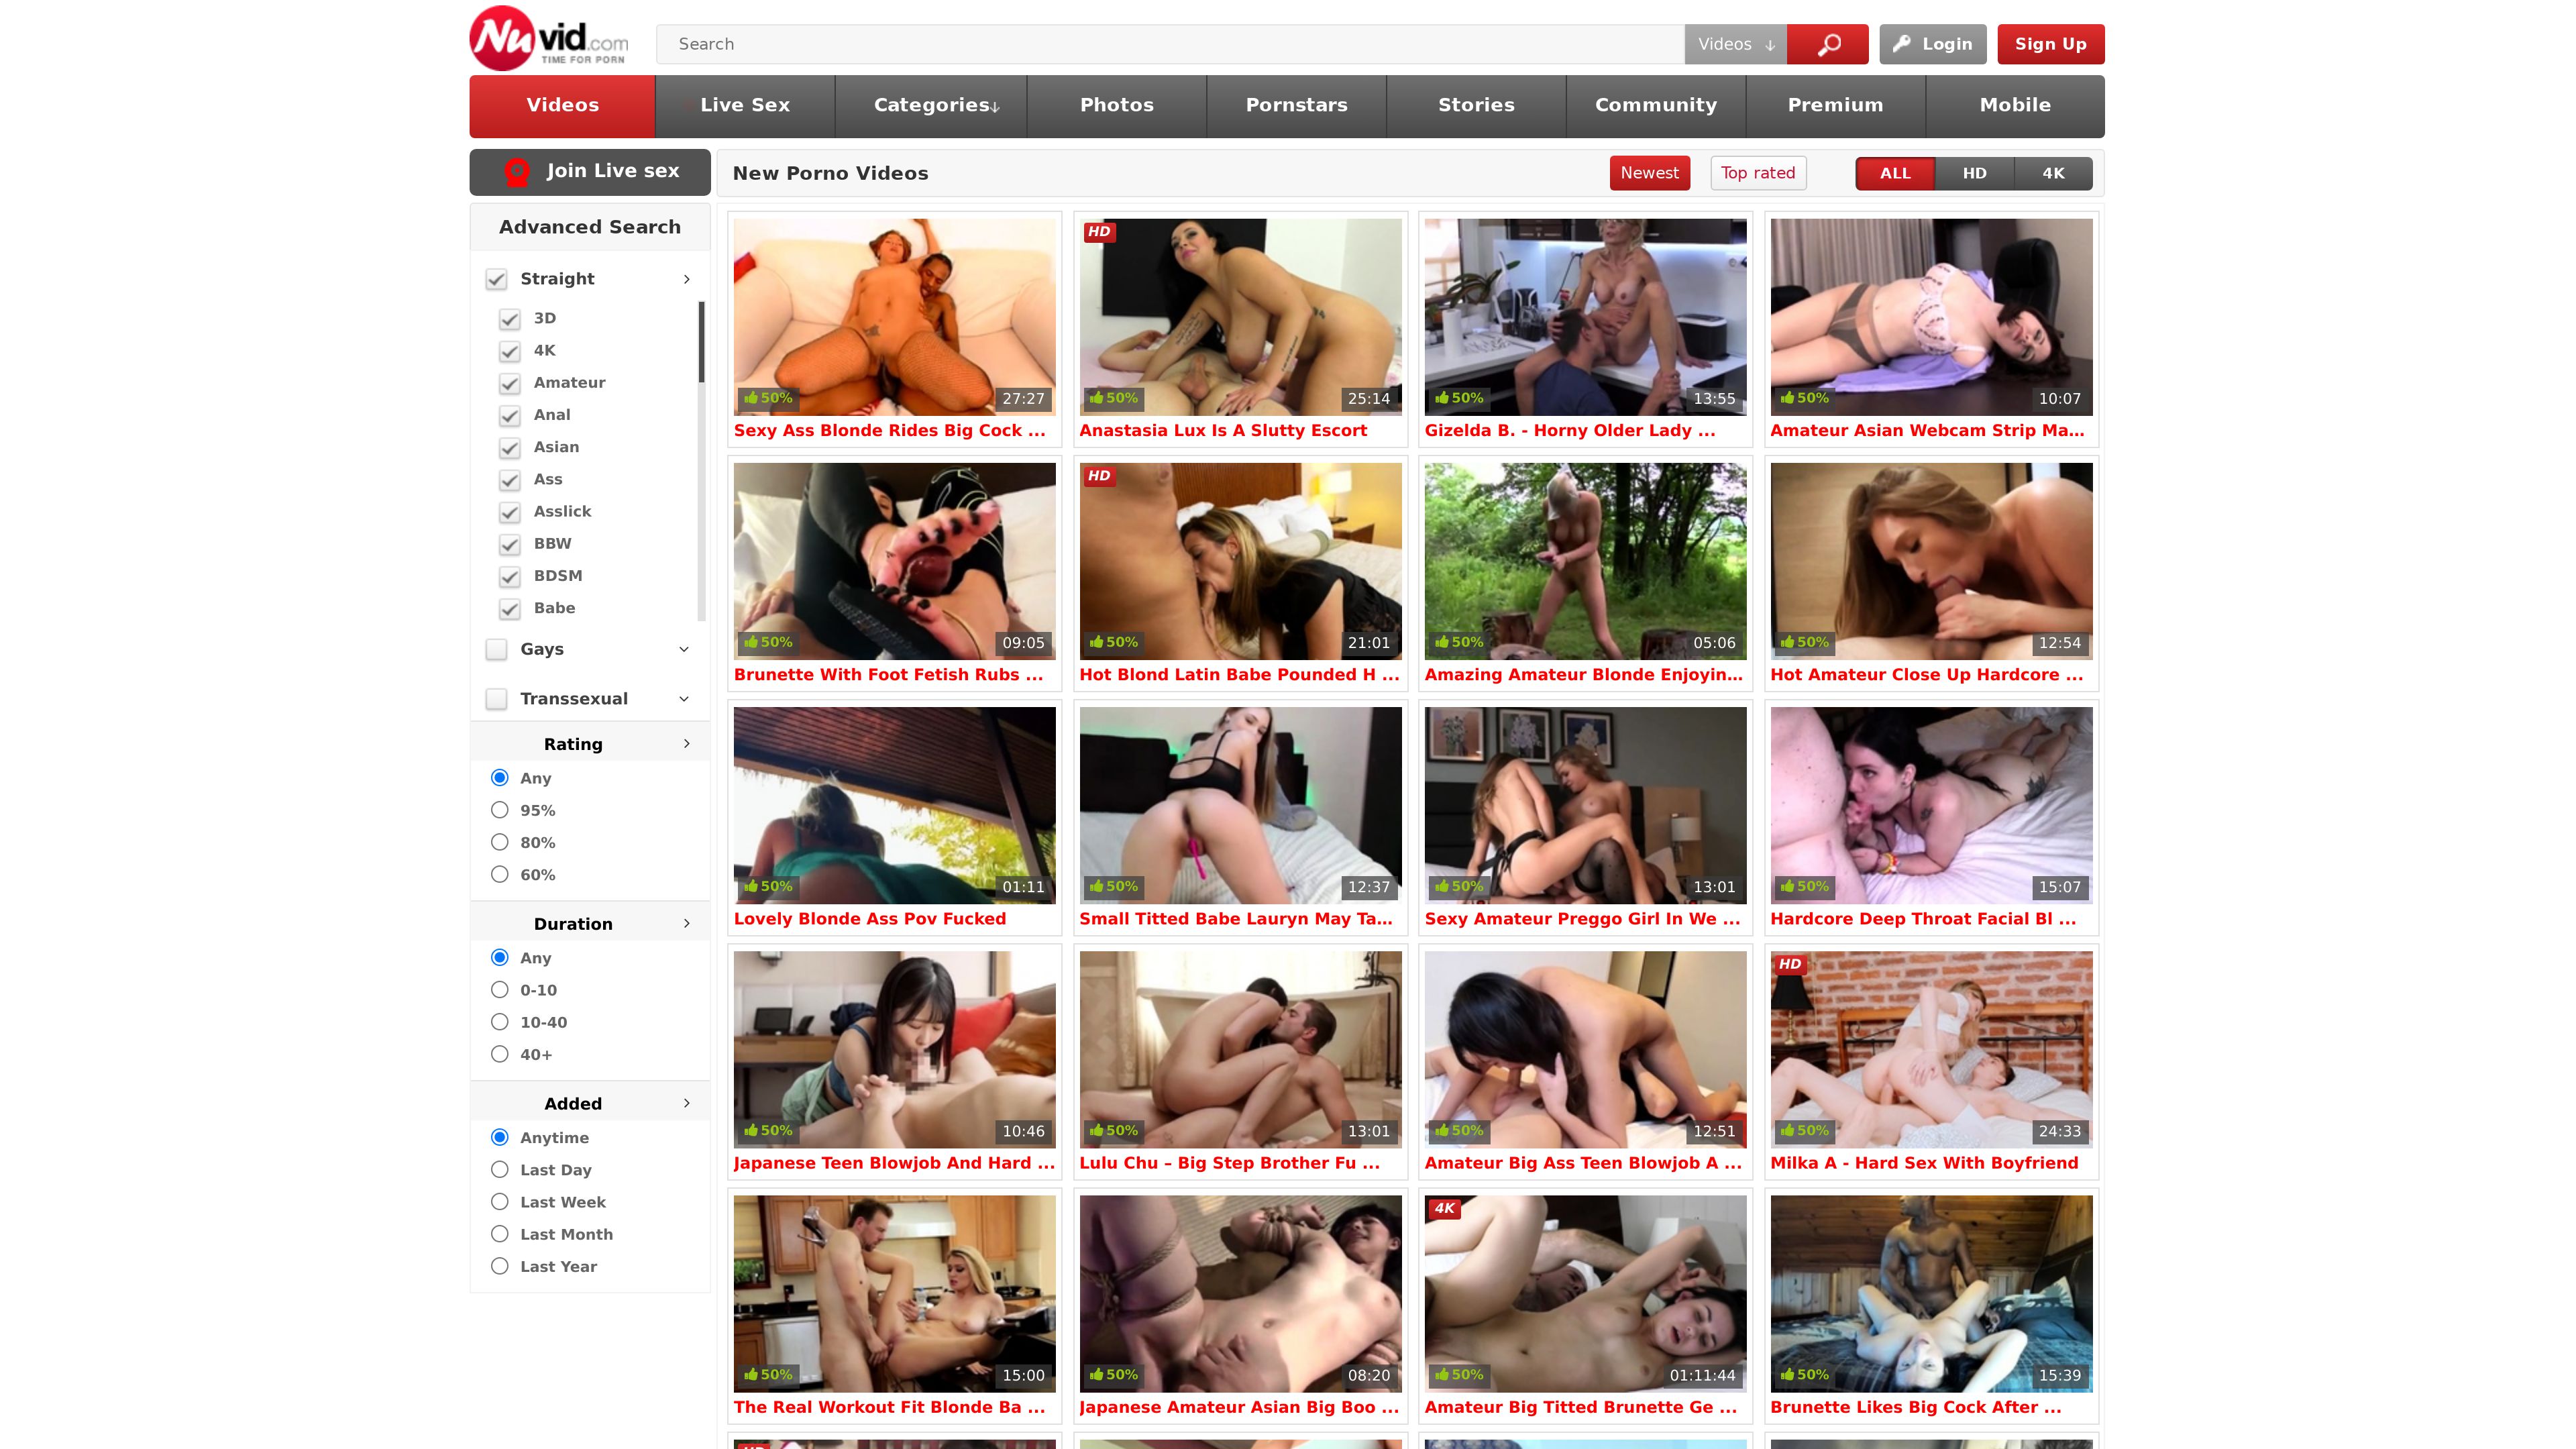 Nuvid.com
TIME FOR PORN
Search
Videos
Login
Sign Up
Videos
Live Sex
Categories
Photos
Pornstars
Stories
Community
Premium
Mobile
Join Live sex
New Porno Videos
Newest
Top rated
ALL
HD
4K
Advanced Search
Straight
3D
4K
Amateur
Anal
Asian
Ass
Asslick
BBW
BDSM
Babe
Gays
Transsexual
Rating
Any
95%
80%
60%
Duration
Any
0-10
10-40
40+
Added
Anytime
Last Day
Last Week
Last Month
Last Year
50%
27:27
Sexy Ass Blonde Rides Big Cock ...
HD
50%
25:14
Anastasia Lux Is A Slutty Escort
50%
13:55
Gizelda B. - Horny Older Lady ...
50%
10:07
Amateur Asian Webcam Strip Ma...
50%
09:05
Brunette With Foot Fetish Rubs ...
HD
50%
21:01
Hot Blond Latin Babe Pounded H ...
50%
05:06
Amazing Amateur Blonde Enjoyin...
50%
12:54
Hot Amateur Close Up Hardcore ...
50%
01:11
Lovely Blonde Ass Pov Fucked
50%
12:37
Small Titted Babe Lauryn May Ta...
50%
13:01
Sexy Amateur Preggo Girl In We ...
50%
15:07
Hardcore Deep Throat Facial Bl ...
50%
10:46
Japanese Teen Blowjob And Hard ...
50%
13:01
Lulu Chu – Big Step Brother Fu ...
50%
12:51
Amateur Big Ass Teen Blowjob A ...
HD
50%
24:33
Milka A - Hard Sex With Boyfriend
50%
15:00
The Real Workout Fit Blonde Ba ...
50%
08:20
Japanese Amateur Asian Big Boo ...
4K
50%
01:11:44
Amateur Big Titted Brunette Ge ...
50%
15:39
Brunette Likes Big Cock After ...